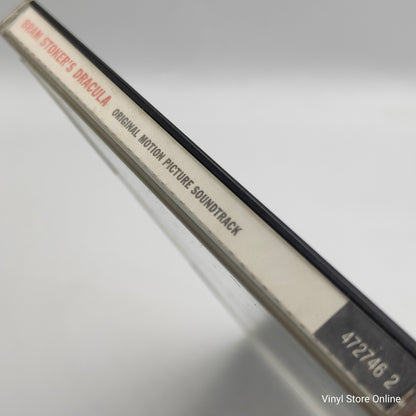 BRAM STOKER'S DRACULA
ORIGINAL MOTION PICTURE SOUNDTRACK
472746 2
Vinyl Store Online